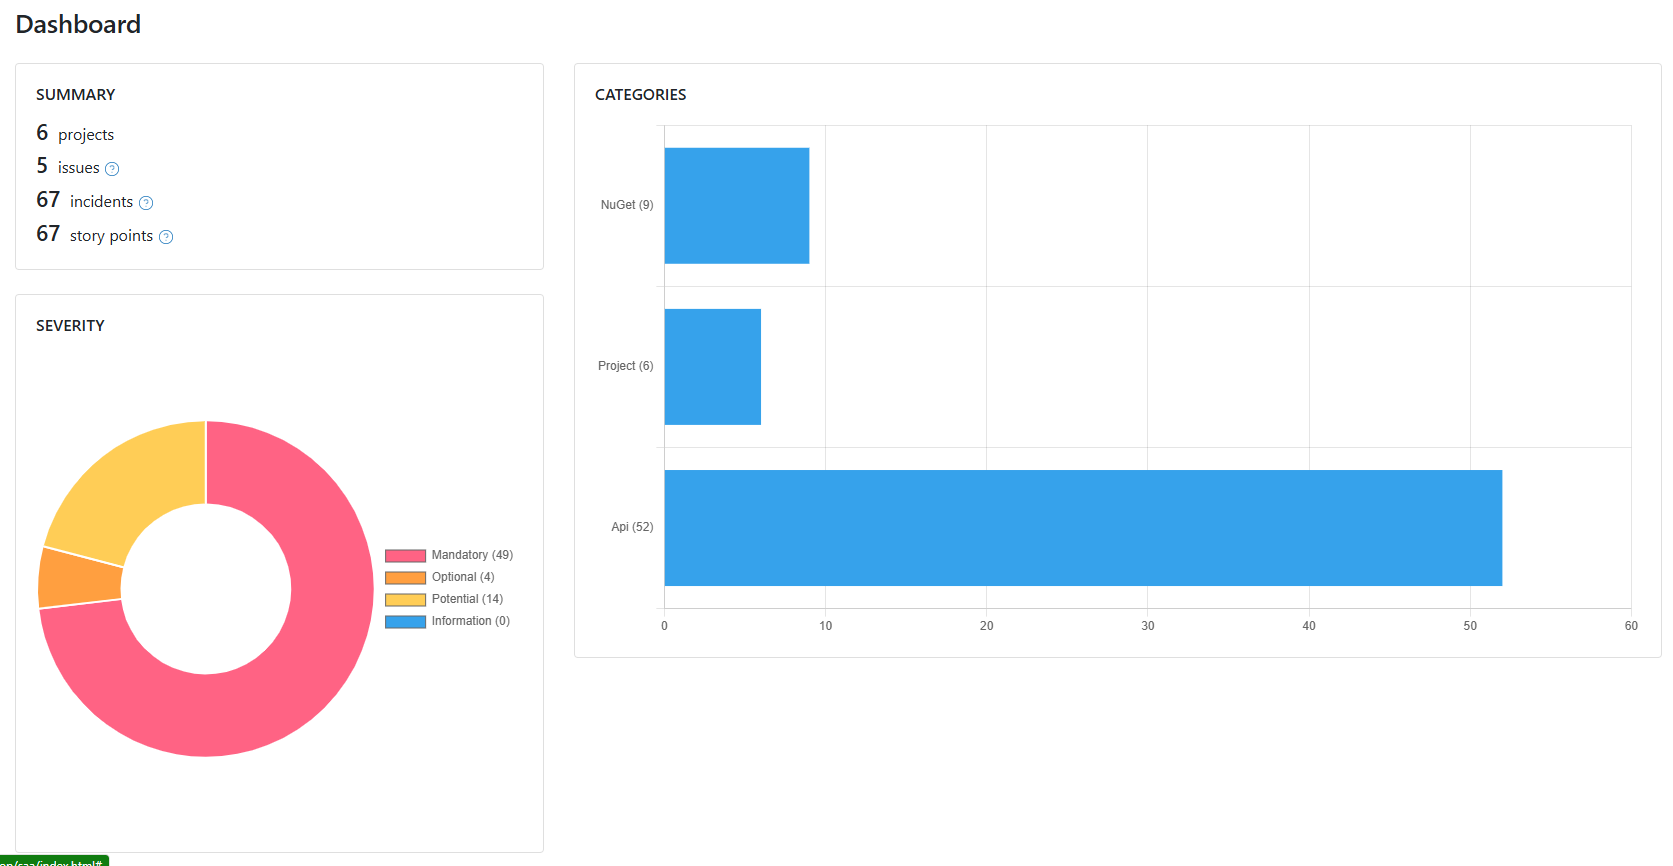 Dashboard
SUMMARY
6 projects
5 issues ?
67 incidents ?
67 story points ?
SEVERITY
Mandatory (49)
Optional (4)
Potential (14)
Information (0)
CATEGORIES
NuGet (9)
Project (6)
Api (52)
0 10 20 30 40 50 60
/index.html#